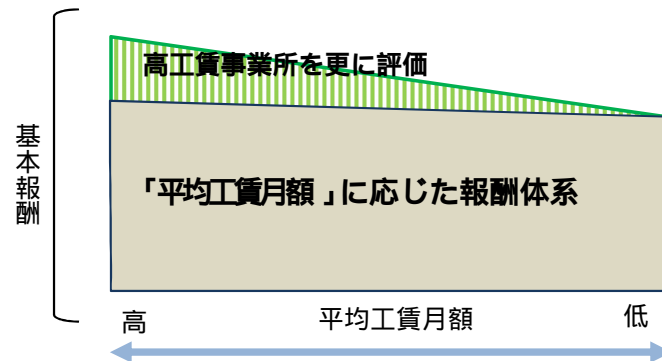 高工賃事業所を更に評価
基本報酬
「平均工賃月額」に応じた報酬体系
高
平均工賃月額
低